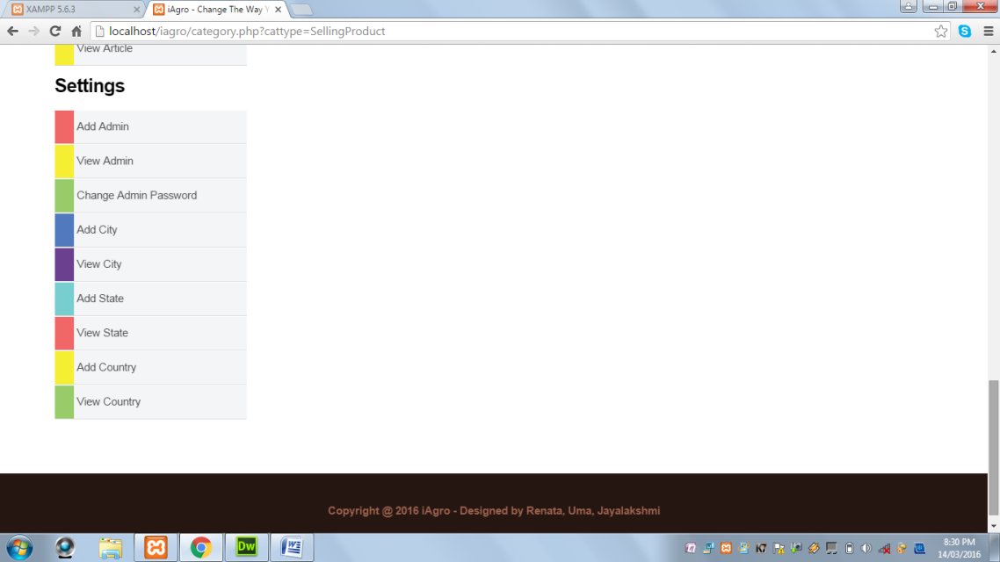 XAMPP 5.6.3
iAgro - Change The Way Y
localhost/iagro/category.php?cattype=SellingProduct
View Article
Settings
Add Admin
View Admin
Change Admin Password
Add City
View City
Add State
View State
Add Country
View Country
Copyright @ 2016 iAgro - Designed by Renata, Uma, Jayalakshmi
Dw
W
K7
8:30 PM
14/03/2016